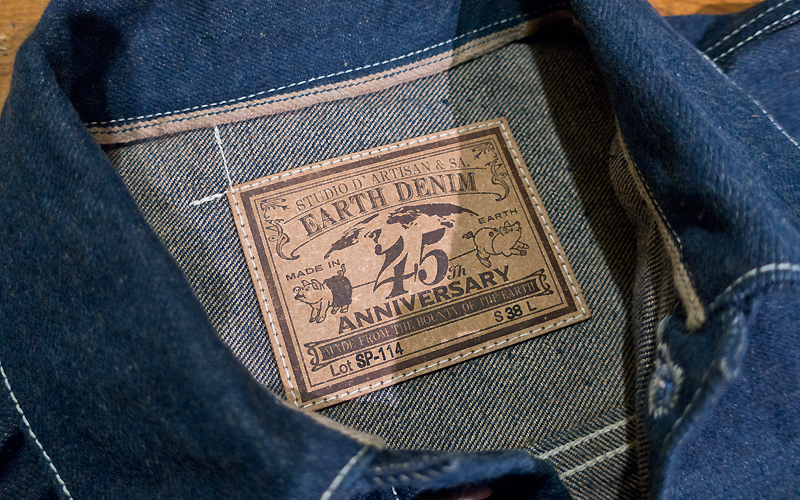 STUDIO D' ARTISAN & SA.
EARTH DENIM
MADE IN
EARTH
45Th
ANNIVERSARY
MADE FROM THE BOUNTY OF THE EARTH
Lot SP-114
S 38 L